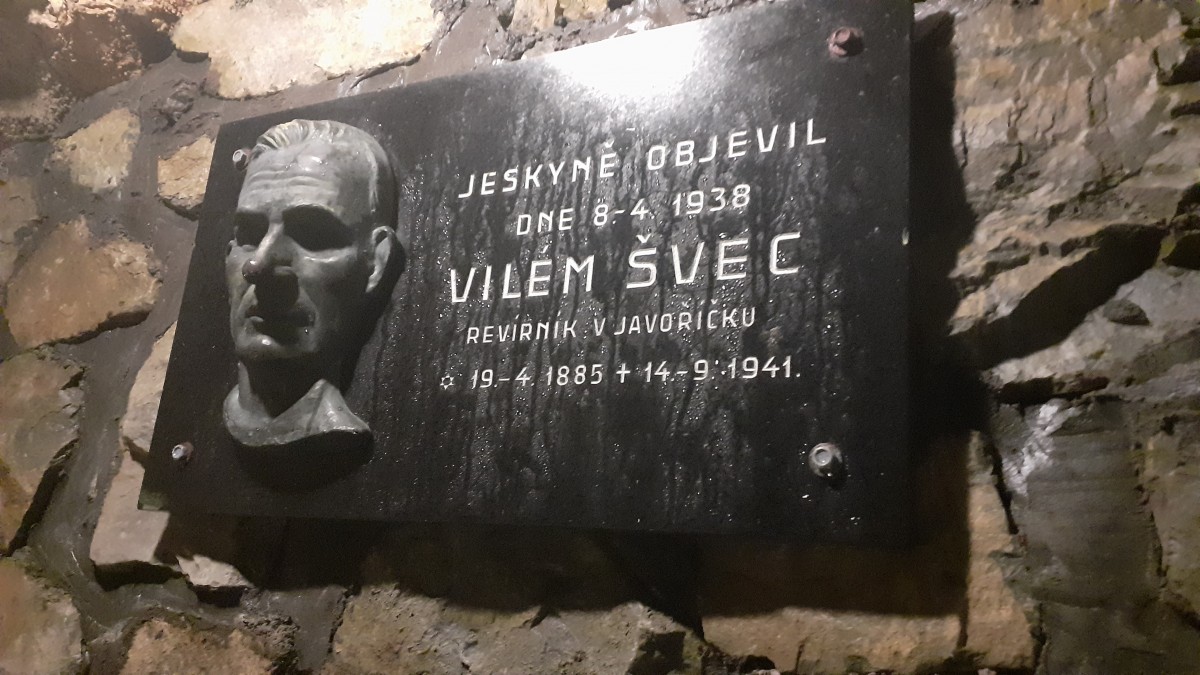 JESKYNĚ OBJEVIL
DNE 8-4. 1938
VILÉM ŠVEC
REVÍRNÍK V JAVOŘÍČKU
✡ 19.-4. 1885 + 14.-9. 1941.